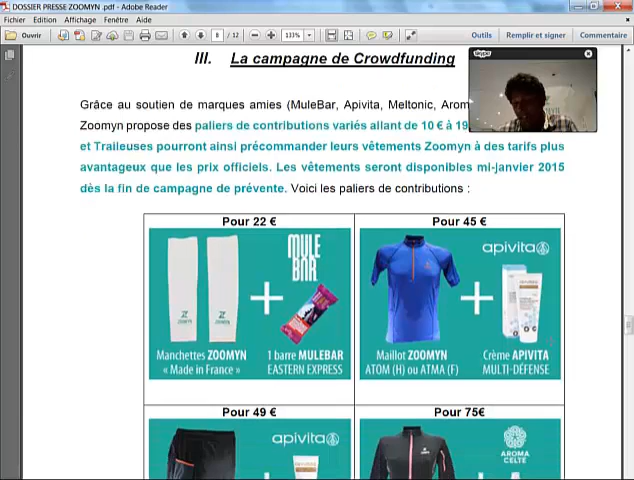 DOSSIER PRESSE ZOOMYN .pdf - Adobe Reader
Fichier Edition Affichage Fenêtre Aide
Ouvrir 8 / 12 133% Outils Remplir et signer Commentaire
skype
III. La campagne de Crowdfunding
Grâce au soutien de marques amies (MuleBar, Apivita, Meltonic, Arom
Zoomyn propose des paliers de contributions variés allant de 10 € à 19
et Traileuses pourront ainsi précommander leurs vêtements Zoomyn à des tarifs plus
avantageux que les prix officiels. Les vêtements seront disponibles mi-janvier 2015
dès la fin de campagne de prévente. Voici les paliers de contributions :
Pour 22 € Pour 45 €
MULE
BAR
apivita
ZOOMYN ZOOMYN
Manchettes ZOOMYN 1 barre MULEBAR Maillot ZOOMYN Crème APIVITA
« Made in France » EASTERN EXPRESS ATOM (H) ou ATMA (F) MULTI-DÉFENSE
Pour 49 € Pour 75€
apivita
AROMA
CELTE